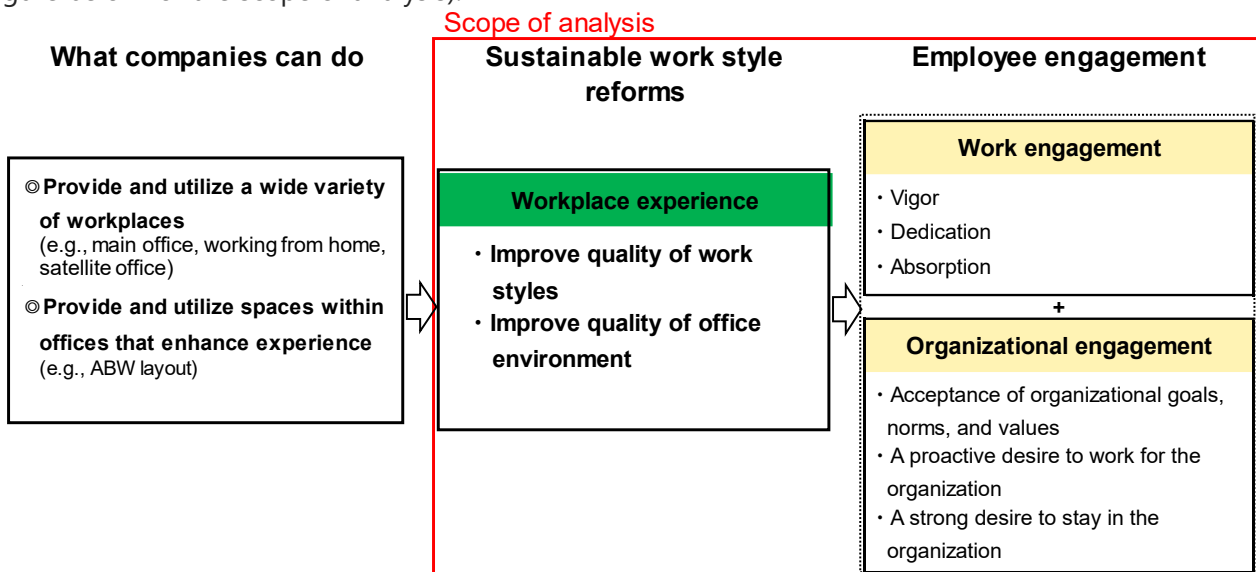 Scope of analysis
What companies can do
Sustainable work style
reforms
Employee engagement
◎Provide and utilize a wide variety
of workplaces
(e.g., main office, working from home,
satellite office)
◎Provide and utilize spaces within
offices that enhance experience
(e.g., ABW layout)
Workplace experience
・Improve quality of work
styles
・Improve quality of office
environment
Work engagement
・Vigor
・Dedication
・Absorption
+
Organizational engagement
・Acceptance of organizational goals,
norms, and values
・A proactive desire to work for the
organization
・A strong desire to stay in the
organization